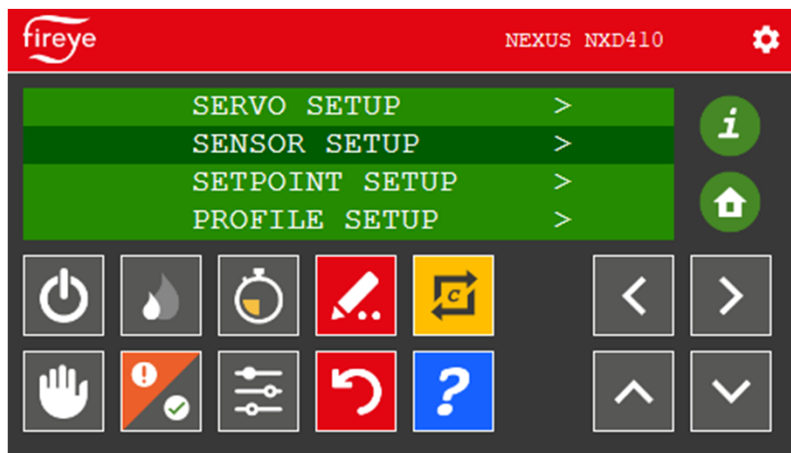 fireye
NEXUS NXD410
SERVO SETUP >
SENSOR SETUP >
SETPOINT SETUP >
PROFILE SETUP >
i
C
?